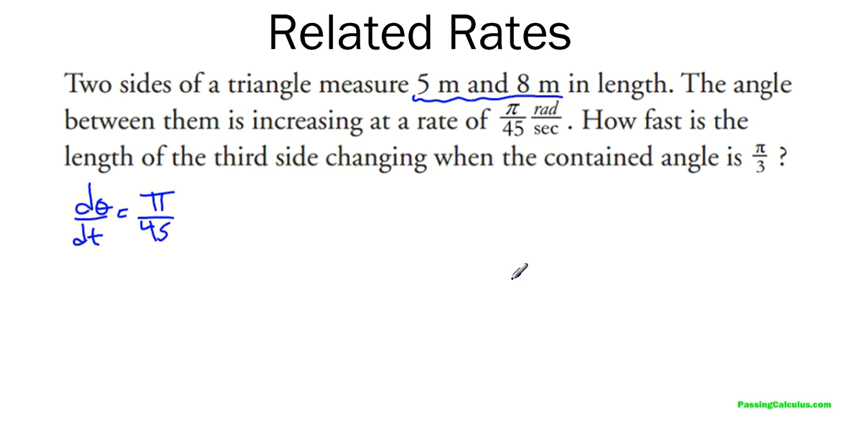 Related Rates
Two sides of a triangle measure 5 m and 8 m in length. The angle
between them is increasing at a rate of π/45 rad/sec. How fast is the
length of the third side changing when the contained angle is π/3 ?
dθ/dt = π/45
PassingCalculus.com